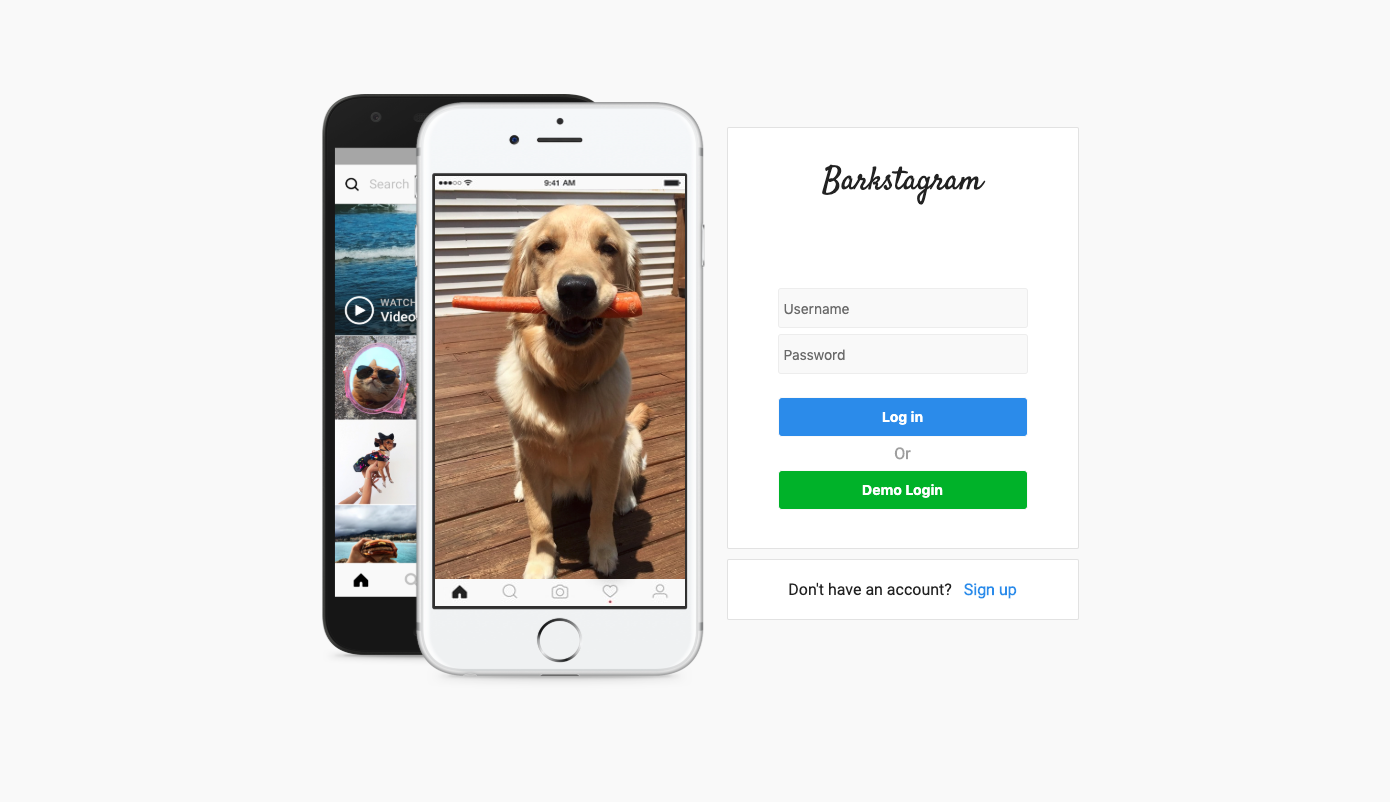 Search
WATCH
Video
9:41 AM
Barkstagram
Username
Password
Log in
Or
Demo Login
Don't have an account? Sign up